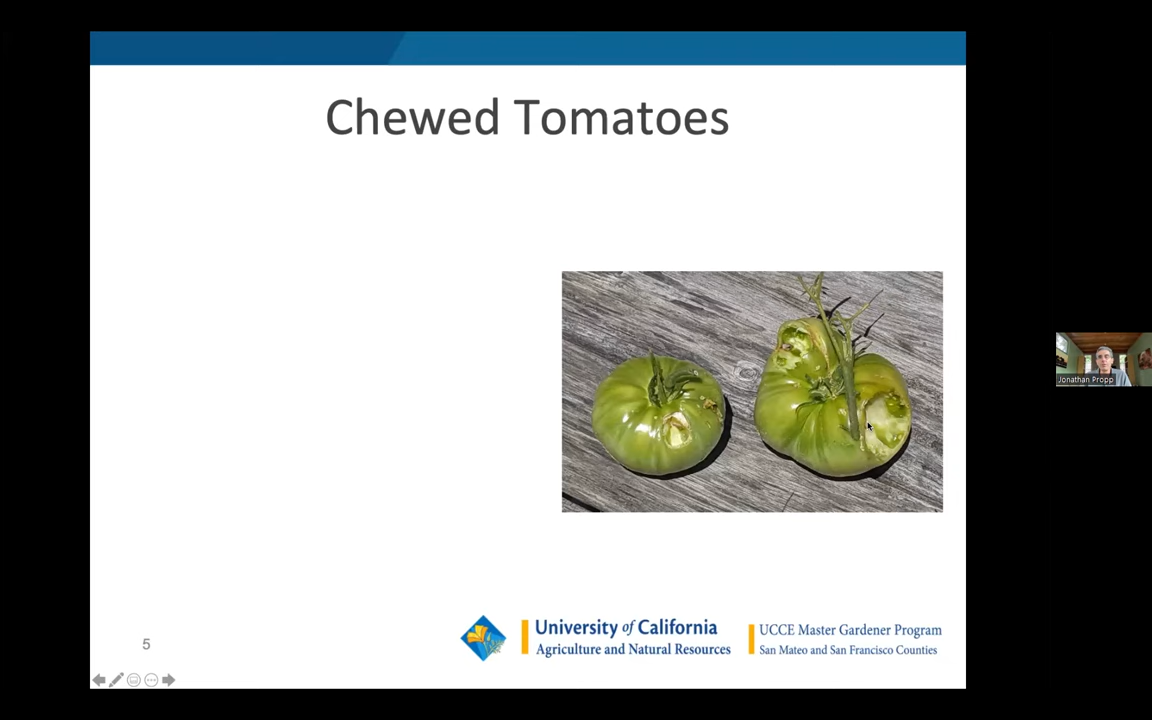 Chewed Tomatoes
Jonathan Propp
5
University of California
Agriculture and Natural Resources
UCCE Master Gardener Program
San Mateo and San Francisco Counties